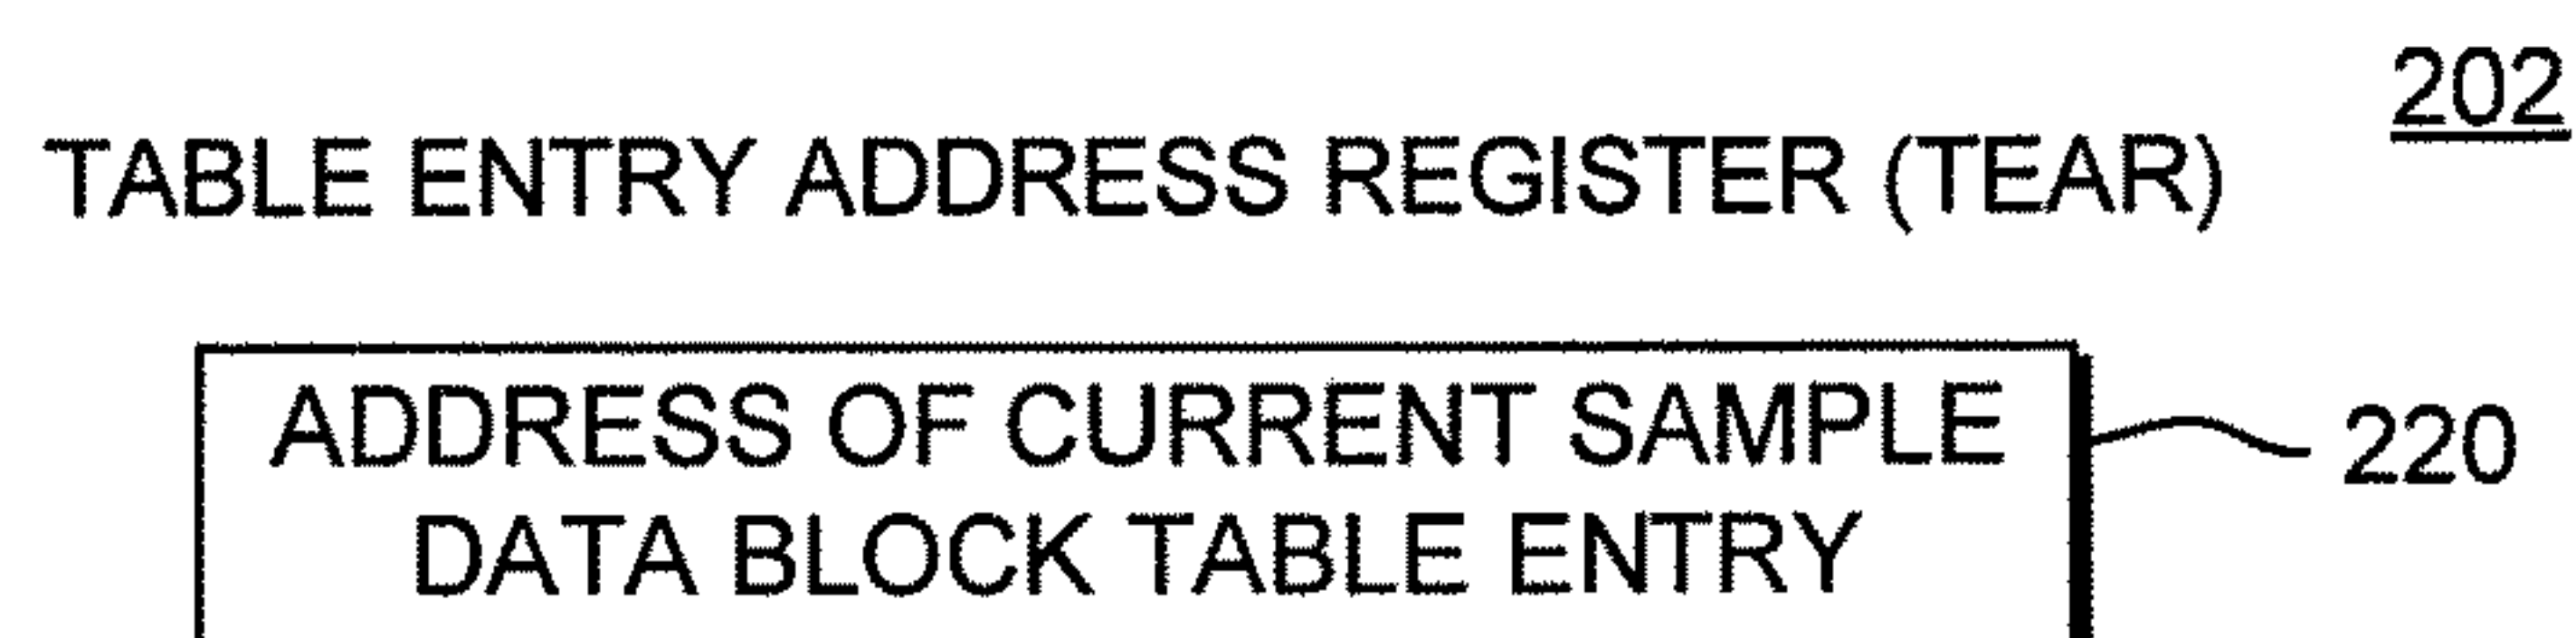 202
TABLE ENTRY ADDRESS REGISTER (TEAR)
ADDRESS OF CURRENT SAMPLE
220
DATA BLOCK TABLE ENTRY